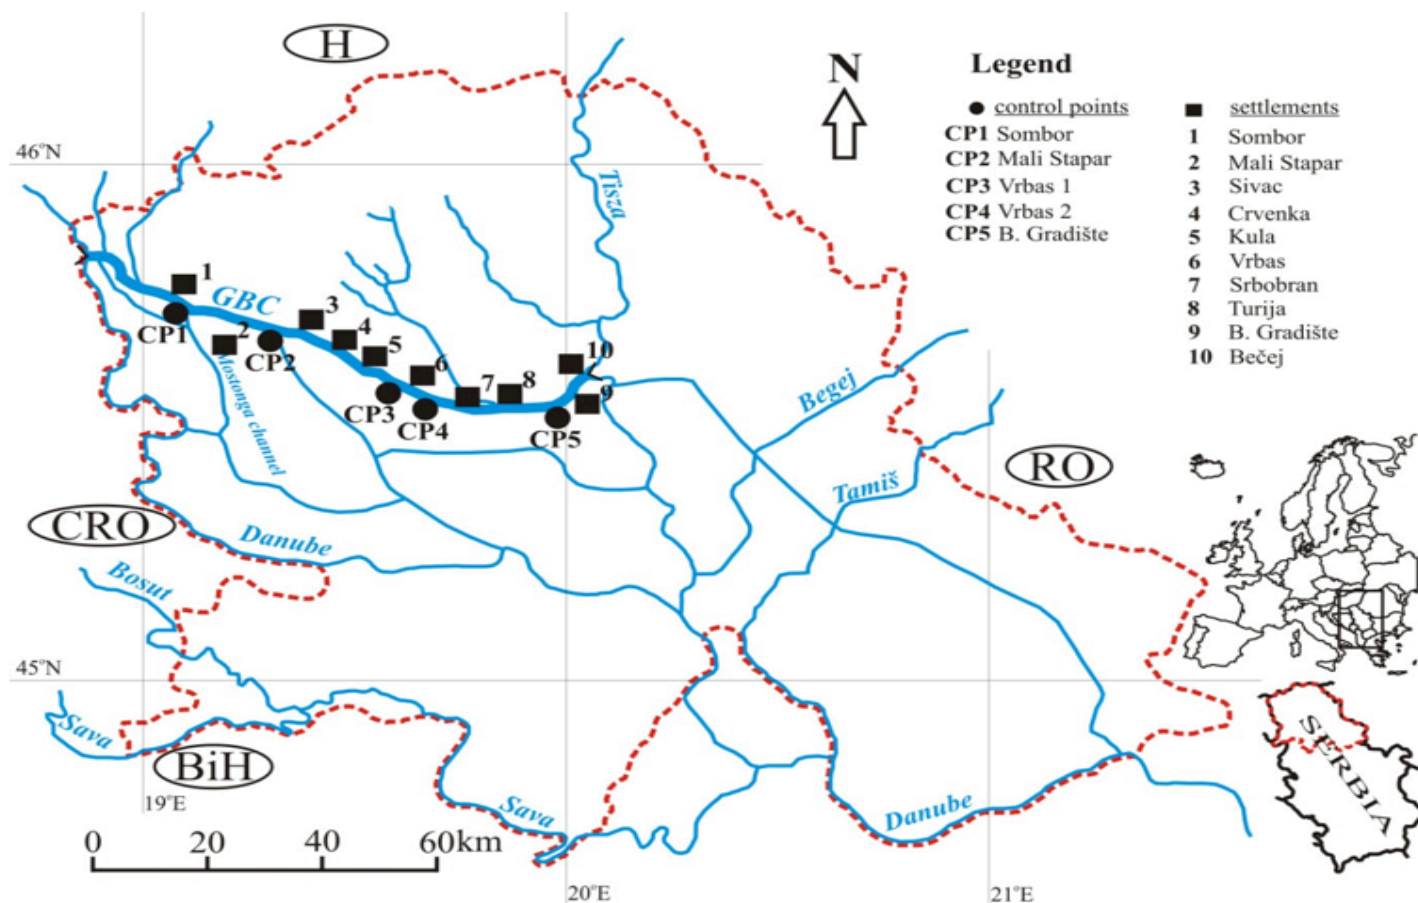 H
N
Legend
control points
CP1 Sombor
CP2 Mali Stapar
CP3 Vrbas 1
CP4 Vrbas 2
CP5 B. Gradište
settlements
1 Sombor
2 Mali Stapar
3 Sivac
4 Crvenka
5 Kula
6 Vrbas
7 Srbobran
8 Turija
9 B. Gradište
10 Bečej
46°N
Tisza
1
GBC
3
CP1
2
CP2
4
5
6
10
7
8
9
CP3
CP4
CP5
Mostonga channel
Begej
RO
Tamiš
CRO
Danube
Bosut
45°N
Sava
BiH
SERBIA
19°E
Sava
Danube
0 20 40 60km
20°E
21°E